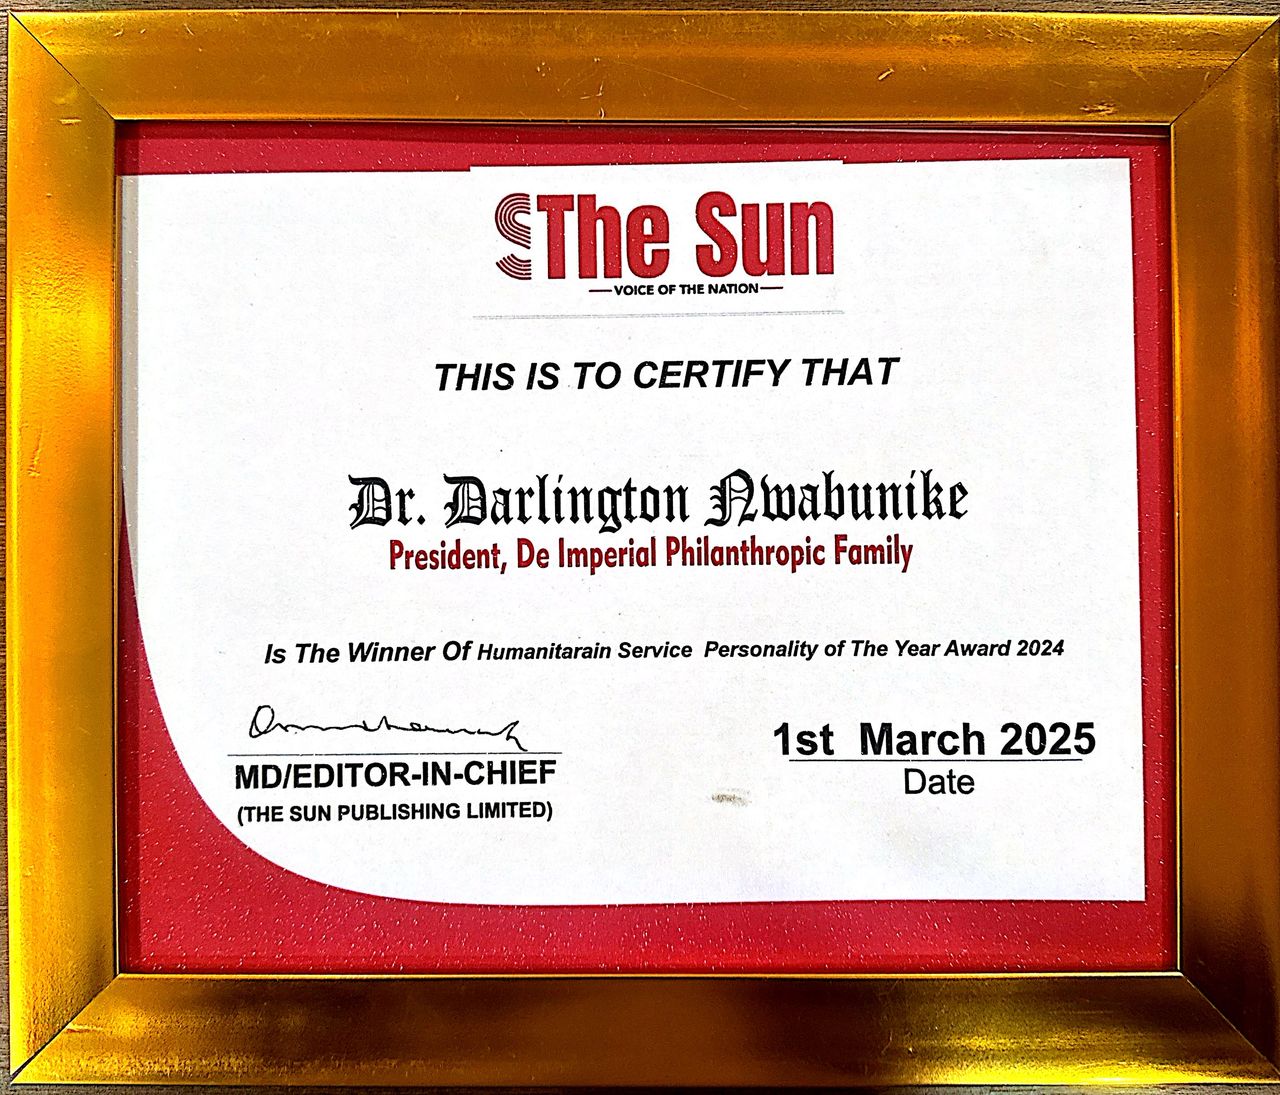 The Sun
VOICE OF THE NATION
THIS IS TO CERTIFY THAT
Dr. Darlington Nwabunike
President, De Imperial Philanthropic Family
Is The Winner Of Humanitarain Service Personality of The Year Award 2024
1st March 2025
MD/EDITOR-IN-CHIEF
Date
(THE SUN PUBLISHING LIMITED)